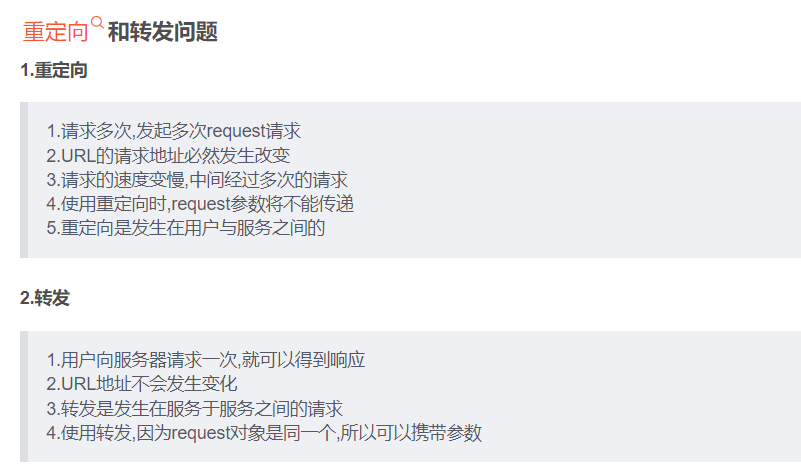 重定向和转发问题
1.重定向
1.请求多次,发起多次request请求
2.URL的请求地址必然发生改变
3.请求的速度变慢,中间经过多次的请求
4.使用重定向时,request参数将不能传递
5.重定向是发生在用户与服务之间的
2.转发
1.用户向服务器请求一次,就可以得到响应
2.URL地址不会发生变化
3.转发是发生在服务于服务之间的请求
4.使用转发,因为request对象是同一个,所以可以携带参数